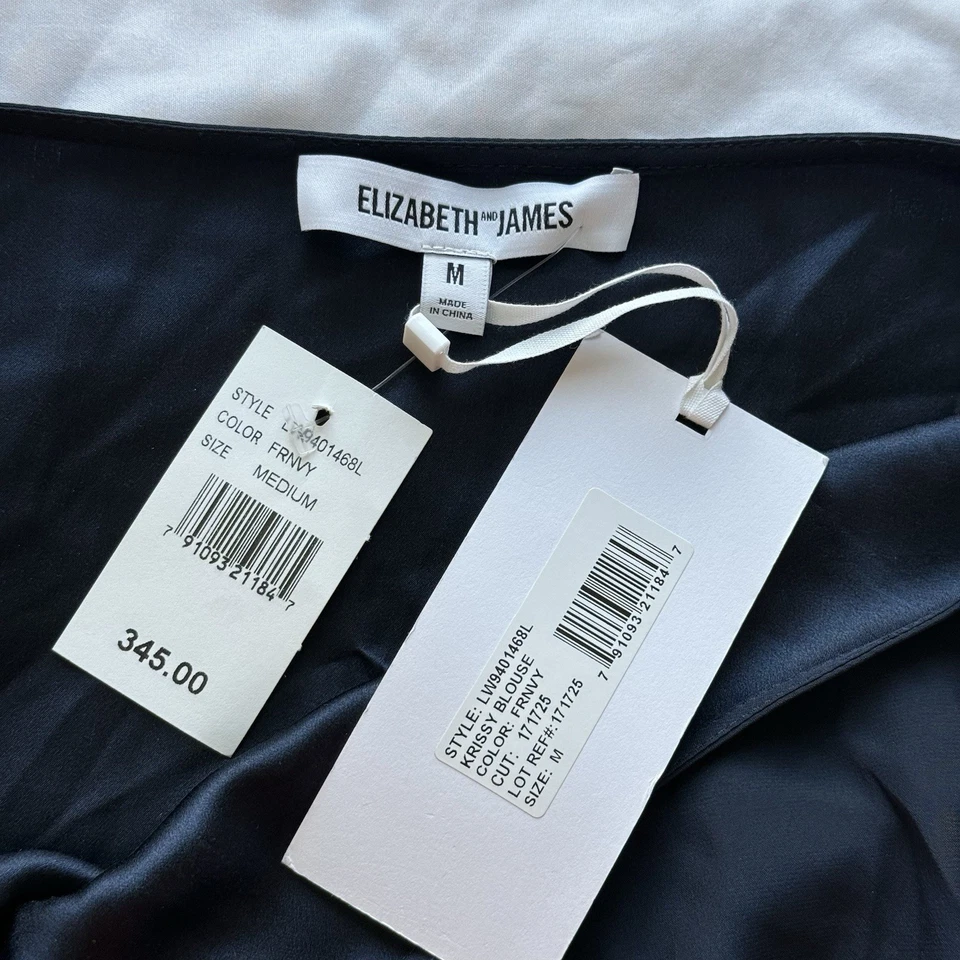 ELIZABETH AND JAMES
M
MADE
IN CHINA
STYLE LW9401468L
COLOR FRNVY
SIZE MEDIUM
7 91093 21184 7
345.00
STYLE: LW9401468L
KRISSY BLOUSE
COLOR: FRNVY
CUT: 171725
LOT REF#:171725
SIZE: M
7 91093 21184 7